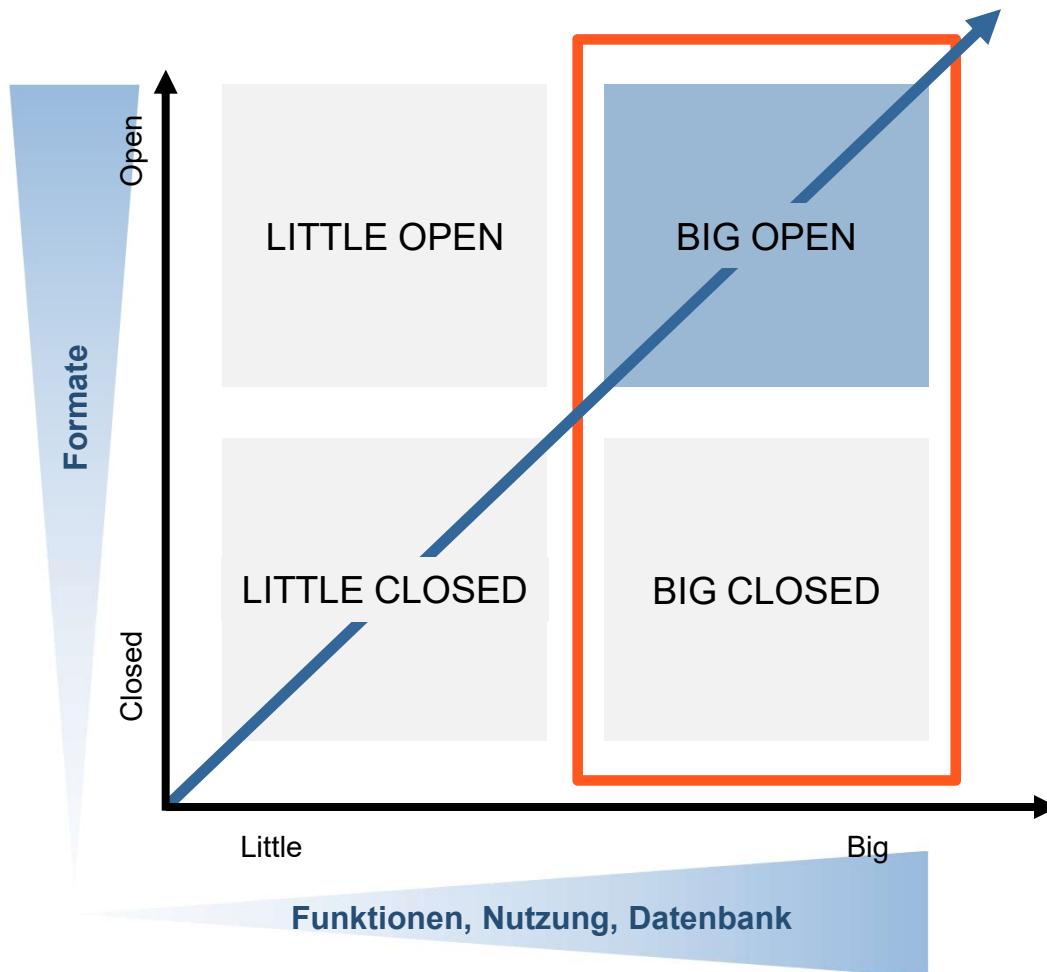 Open
LITTLE OPEN
BIG OPEN
Formate
LITTLE CLOSED
BIG CLOSED
Closed
Little
Big
Funktionen, Nutzung, Datenbank